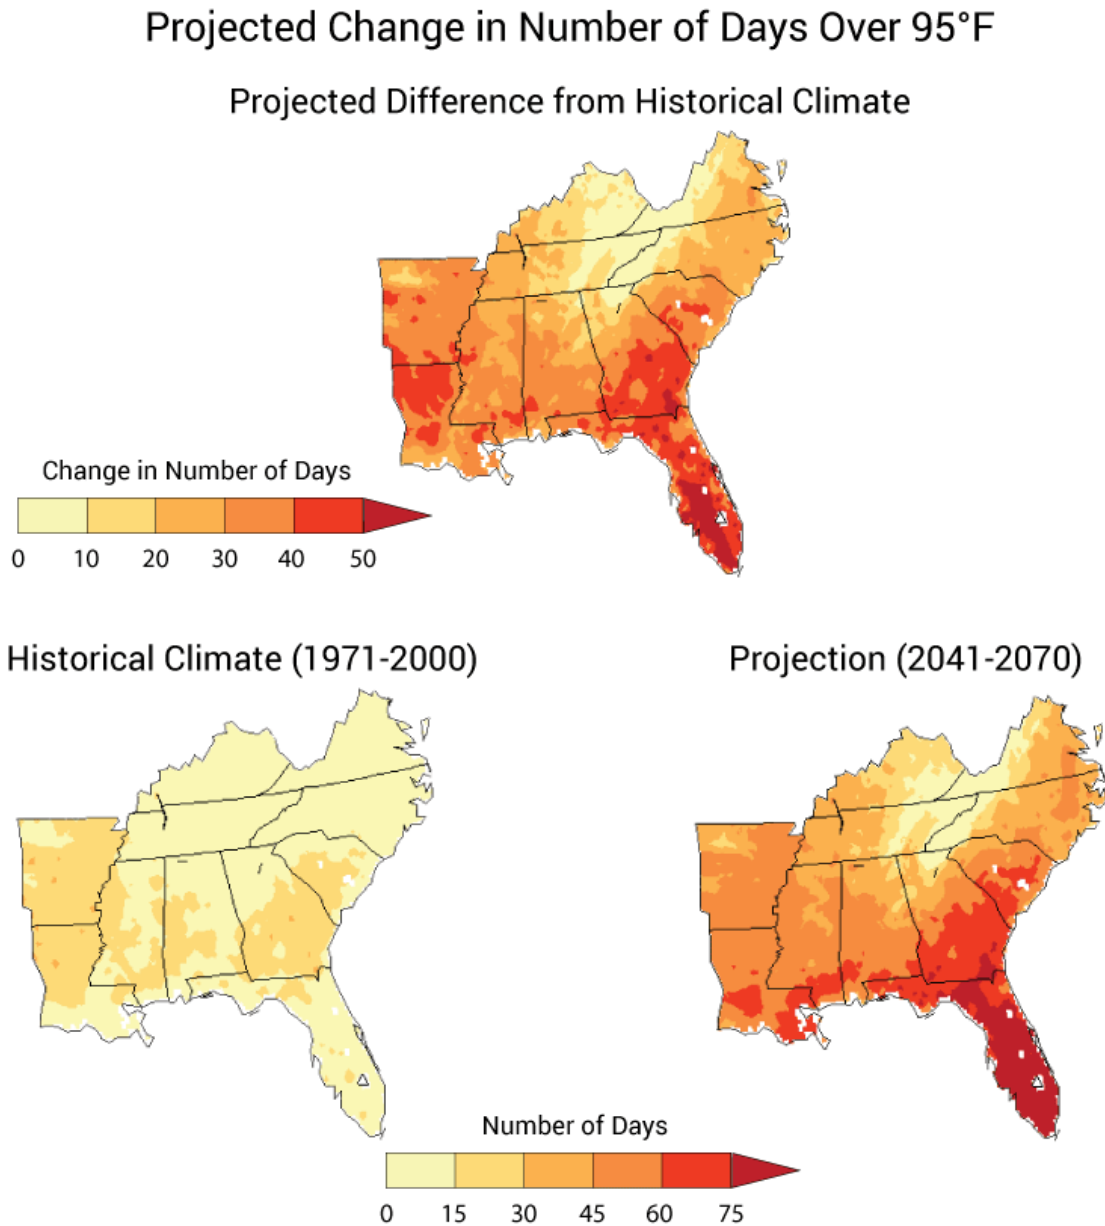 Projected Change in Number of Days Over 95°F
Projected Difference from Historical Climate
Change in Number of Days
0 10 20 30 40 50
Historical Climate (1971-2000)
Projection (2041-2070)
Number of Days
0 15 30 45 60 75